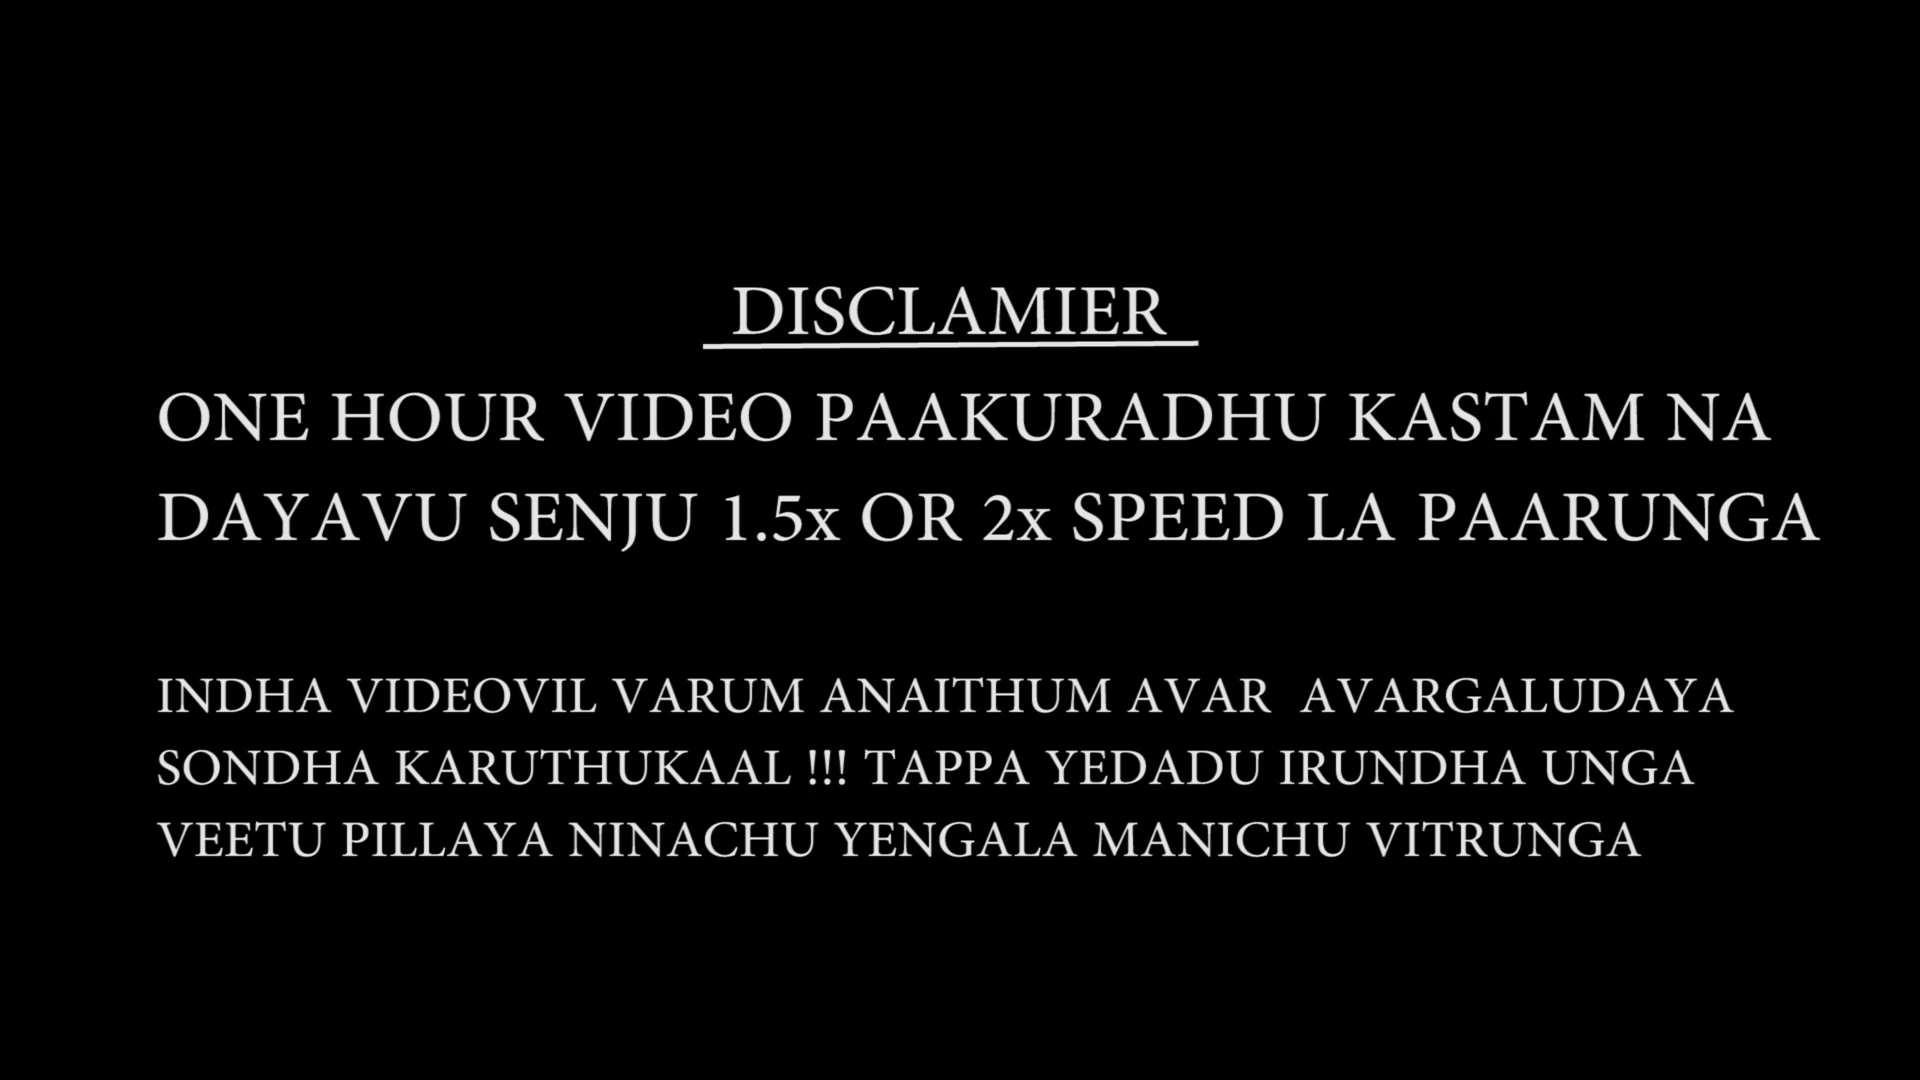 DISCLAMIER
ONE HOUR VIDEO PAAKURADHU KASTAM NA
DAYAVU SENJU 1.5x OR 2x SPEED LA PAARUNGA
INDHA VIDEOVIL VARUM ANAITHUM AVAR AVARGALUDAYA
SONDHA KARUTHUKAAL !!! TAPPA YEDADU IRUNDHA UNGA
VEETU PILLAYA NINACHU YENGALA MANICHU VITRUNGA